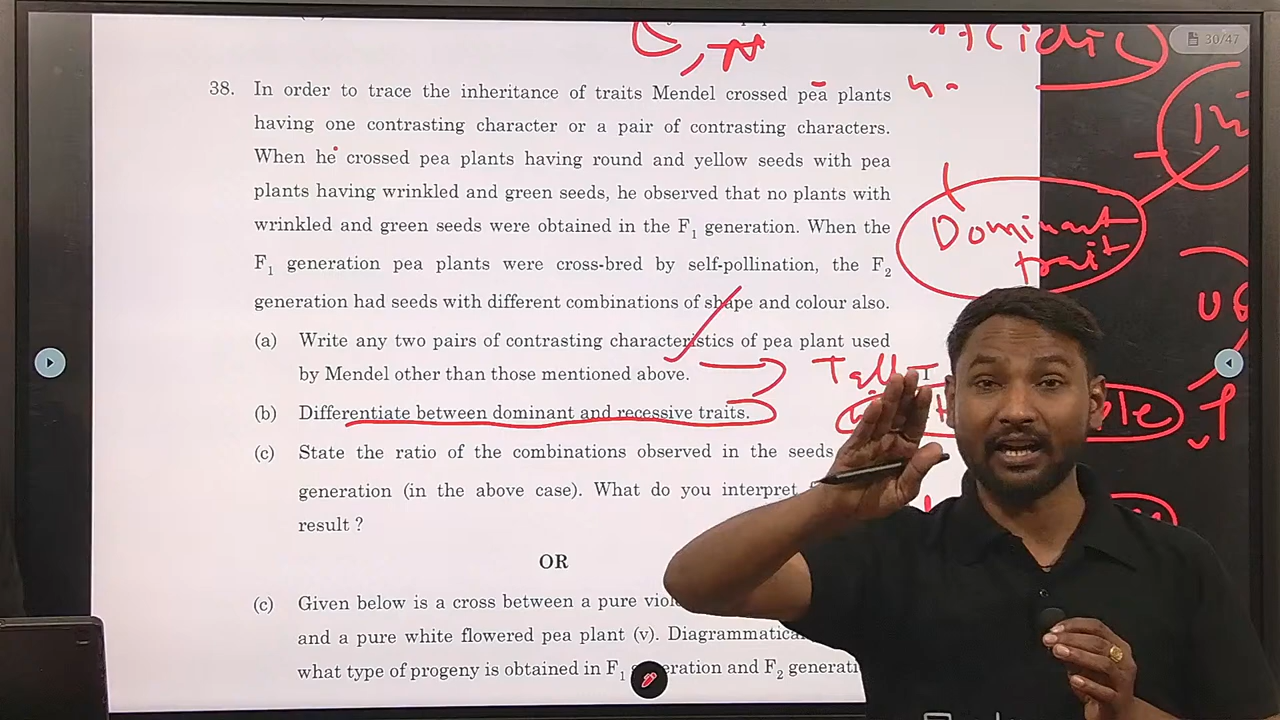 30/47
38. In order to trace the inheritance of traits Mendel crossed pea plants
having one contrasting character or a pair of contrasting characters.
When he crossed pea plants having round and yellow seeds with pea
plants having wrinkled and green seeds, he observed that no plants with
wrinkled and green seeds were obtained in the F1 generation. When the
F1 generation pea plants were cross-bred by self-pollination, the F2
generation had seeds with different combinations of shape and colour also.
(a) Write any two pairs of contrasting characteristics of pea plant used
by Mendel other than those mentioned above.
(b) Differentiate between dominant and recessive traits.
(c) State the ratio of the combinations observed in the seeds
generation (in the above case). What do you interpret
result ?
OR
(c) Given below is a cross between a pure
and a pure white flowered pea plant (v).
what type of progeny is obtained in F1 generation and F2
Dominant
trait
Tall